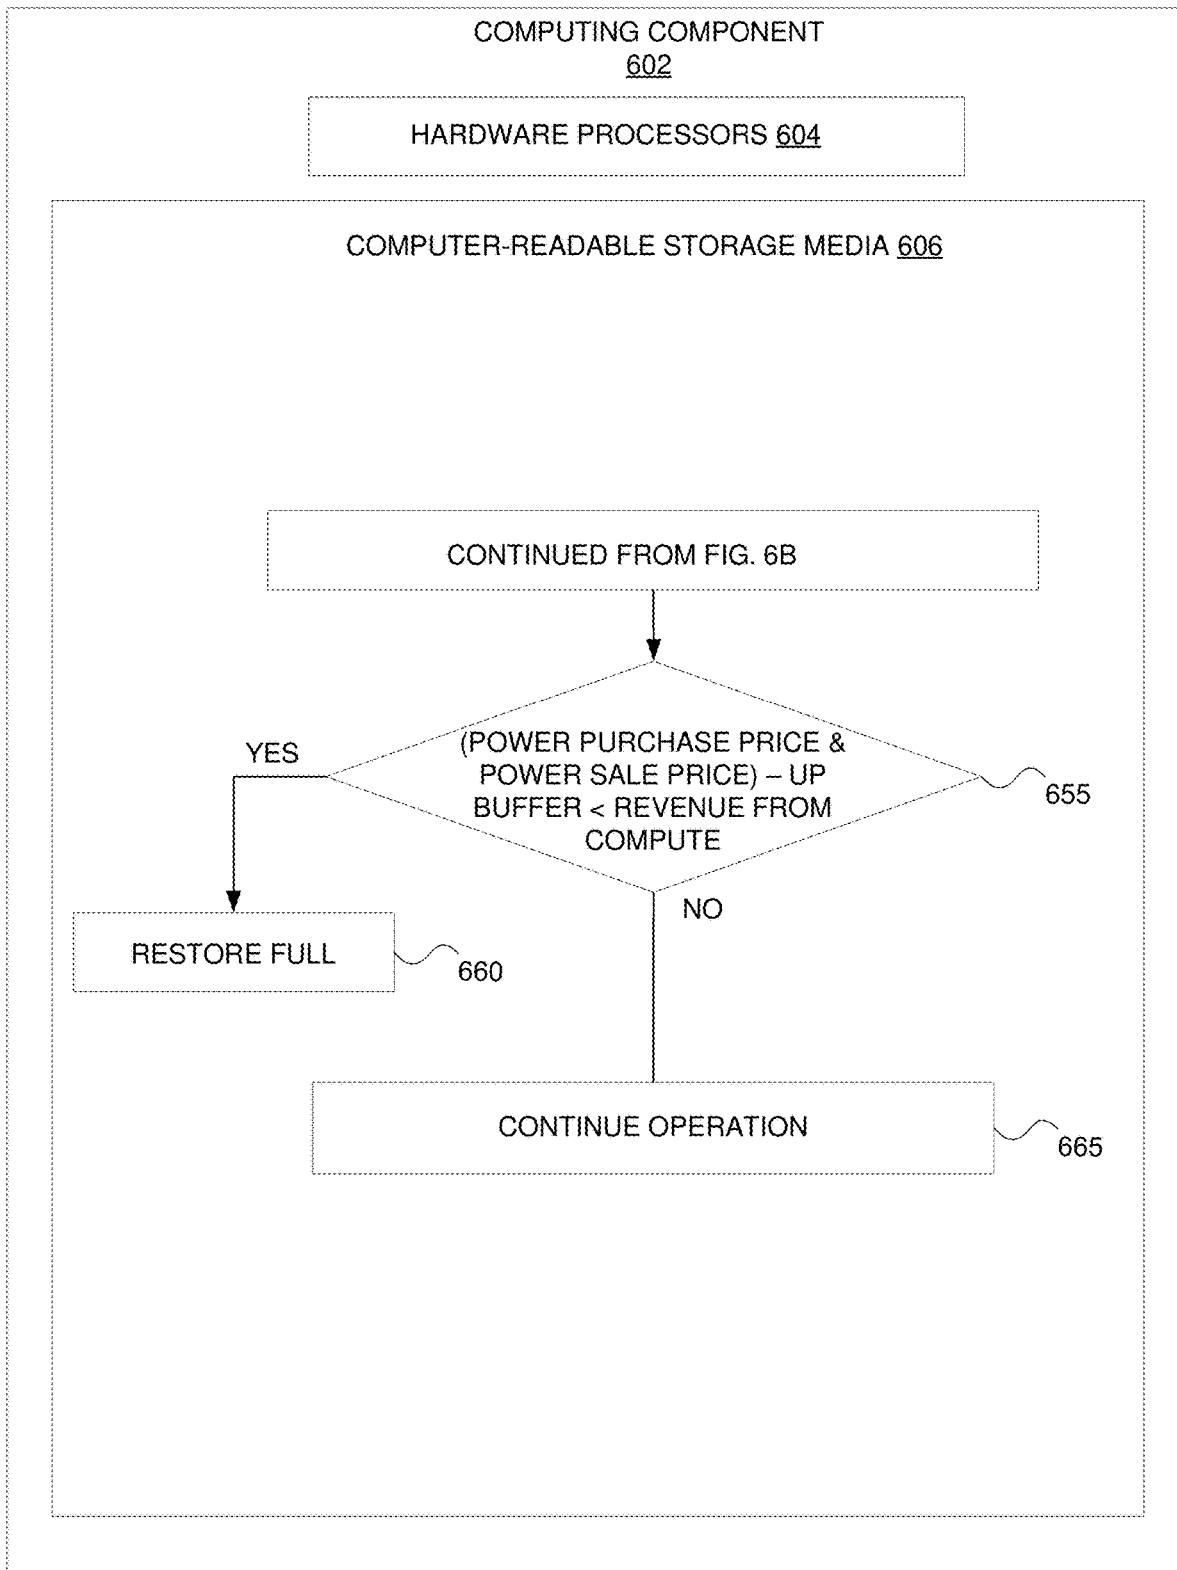 COMPUTING COMPONENT
602
HARDWARE PROCESSORS 604
COMPUTER-READABLE STORAGE MEDIA 606
CONTINUED FROM FIG. 6B
YES
(POWER PURCHASE PRICE &
POWER SALE PRICE) – UP
BUFFER < REVENUE FROM
COMPUTE
655
NO
RESTORE FULL
660
CONTINUE OPERATION
665